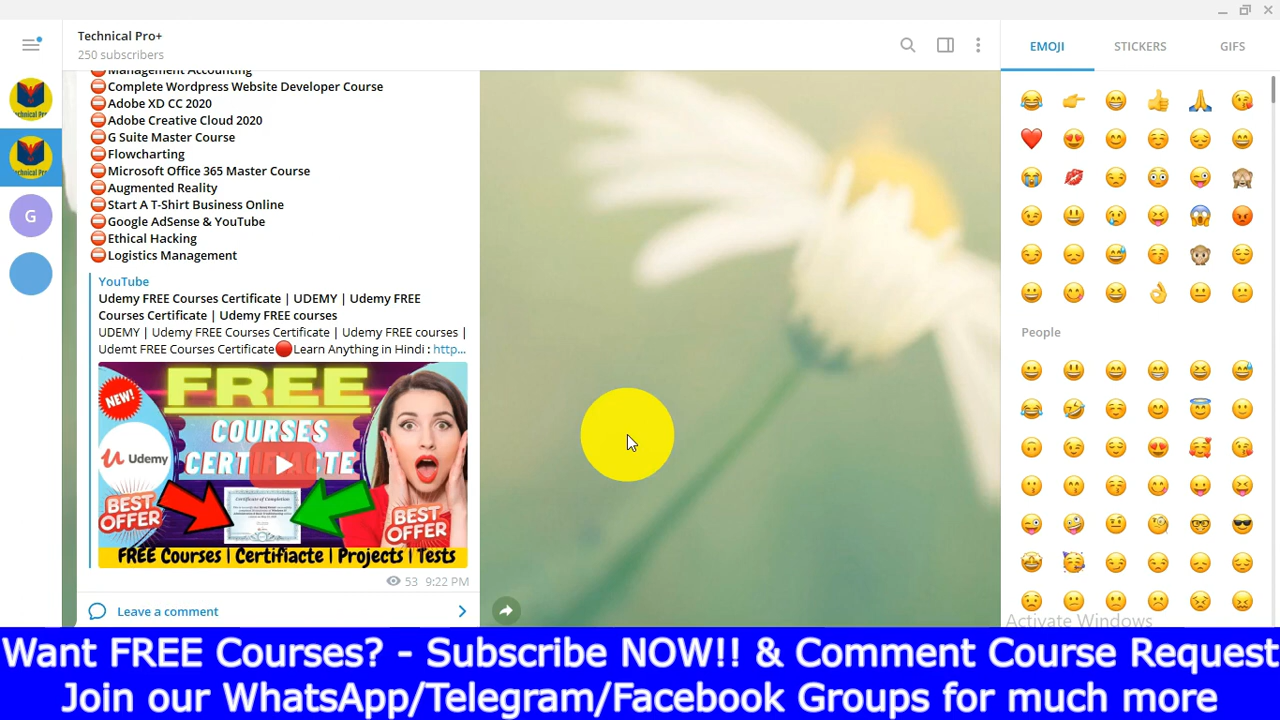 Technical Pro+
250 subscribers
EMOJI
STICKERS
GIFS
Management Accounting
Complete Wordpress Website Developer Course
Adobe XD CC 2020
Adobe Creative Cloud 2020
G Suite Master Course
Flowcharting
Microsoft Office 365 Master Course
Augmented Reality
Start A T-Shirt Business Online
Google AdSense & YouTube
Ethical Hacking
Logistics Management
G
YouTube
Udemy FREE Courses Certificate | UDEMY | Udemy FREE
Courses Certificate | Udemy FREE courses
UDEMY | Udemy FREE Courses Certificate | Udemy FREE courses |
Udemt FREE Courses Certificate🔴Learn Anything in Hindi : http...
NEW!
FREE
COURSES
CERTIFIACTE
Udemy
BEST
OFFER
Certificate of Completion
BEST
OFFER
FREE Courses | Certifiacte | Projects | Tests
53 9:22 PM
Leave a comment
People
Activate Windows
Want FREE Courses? - Subscribe NOW!! & Comment Course Request
Join our WhatsApp/Telegram/Facebook Groups for much more